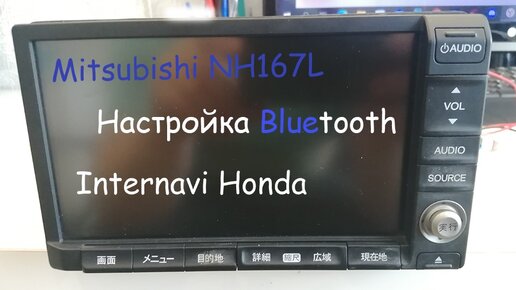 Mitsubishi NH167L
Настройка Bluetooth
Internavi Honda
AUDIO
VOL
AUDIO
SOURCE
実行
画面 メニュー 目的地 詳細 縮尺 広域 現在地